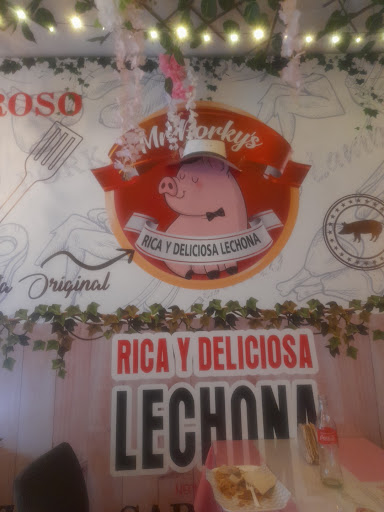 ROSO
Mr. Porky's
RICA Y DELICIOSA LECHONA
Original
RICA Y DELICIOSA
LECHONA